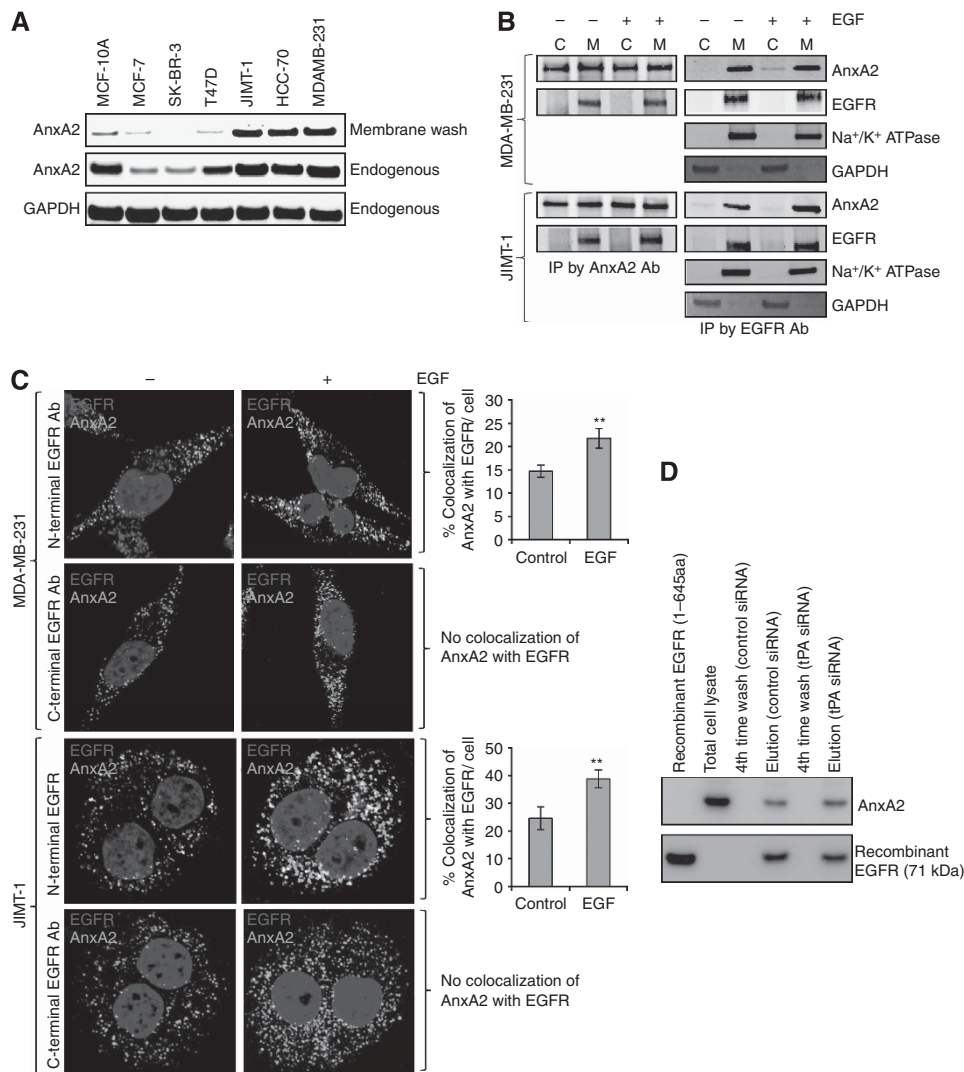 A
MCF-10A
MCF-7
SK-BR-3
T47D
JIMT-1
HCC-70
MDAMB-231
AnxA2
Membrane wash
AnxA2
Endogenous
GAPDH
Endogenous
B
– – + + – – + + EGF
C M C M C M C M
MDA-MB-231
AnxA2
EGFR
Na+/K+ ATPase
GAPDH
JIMT-1
AnxA2
EGFR
IP by AnxA2 Ab
Na+/K+ ATPase
GAPDH
IP by EGFR Ab
C
– + EGF
MDA-MB-231
N-terminal EGFR Ab
EGFR
AnxA2
EGFR
AnxA2
% Colocalization of
AnxA2 with EGFR/ cell
30
25
20
15
10
5
0
**
Control EGF
C-terminal EGFR Ab
EGFR
AnxA2
EGFR
AnxA2
No colocalization of
AnxA2 with EGFR
JIMT-1
N-terminal EGFR
EGFR
AnxA2
EGFR
AnxA2
% Colocalization of
AnxA2 with EGFR/ cell
50
40
30
20
10
0
**
Control EGF
C-terminal EGFR Ab
EGFR
AnxA2
EGFR
AnxA2
No colocalization of
AnxA2 with EGFR
D
Recombinant EGFR (1–645aa)
Total cell lysate
4th time wash (control siRNA)
Elution (control siRNA)
4th time wash (tPA siRNA)
Elution (tPA siRNA)
AnxA2
Recombinant
EGFR (71 kDa)